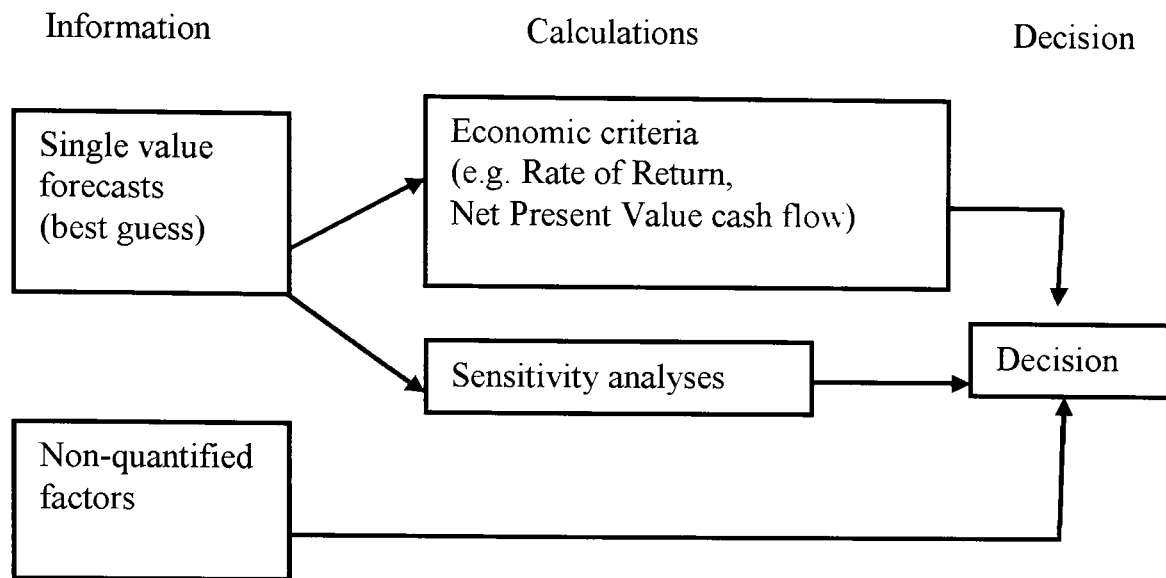 Information
Calculations
Decision
Single value
forecasts
(best guess)
Economic criteria
(e.g. Rate of Return,
Net Present Value cash flow)
Sensitivity analyses
Decision
Non-quantified
factors